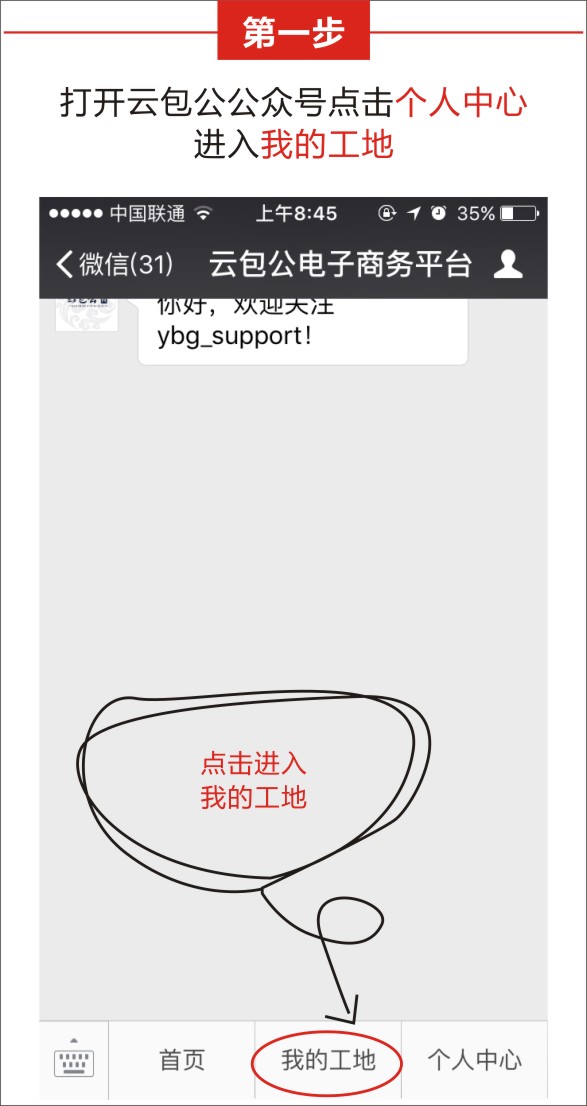 第一步
打开云包公公众号点击个人中心
进入我的工地
中国联通 上午8:45 35%
微信(31) 云包公电子商务平台
你好，欢迎关注
ybg_support!
点击进入
我的工地
首页 我的工地 个人中心